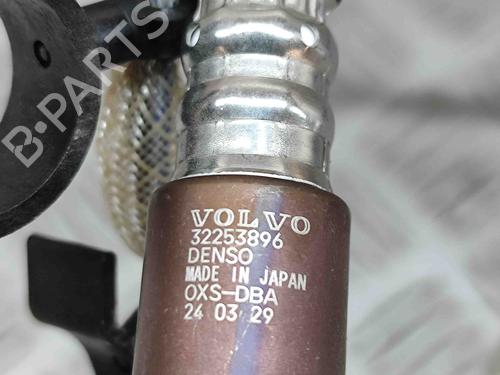 B-PARTS
VOLVO
32253896
DENSO
MADE IN JAPAN
OXS-DBA
24 03 29